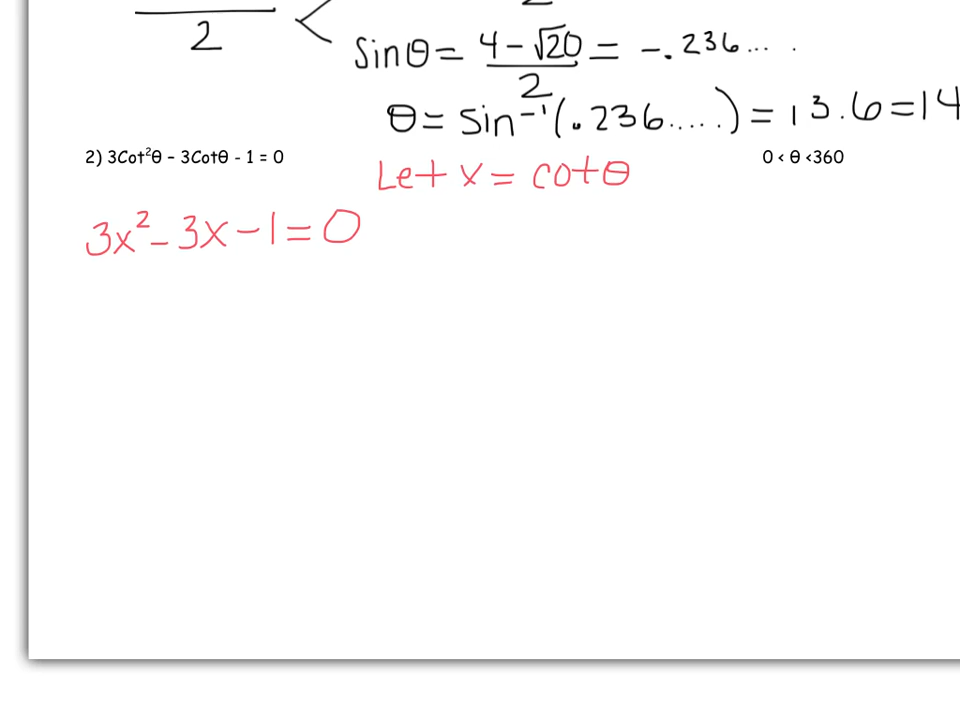 2
2
Sinθ = 4 - √20 = -.236... .
2
θ = sin⁻¹(.236.....) = 13.6 = 14
2) 3Cot²θ - 3Cotθ - 1 = 0
Let x = cotθ
0 < θ <360
3x² - 3x - 1 = 0